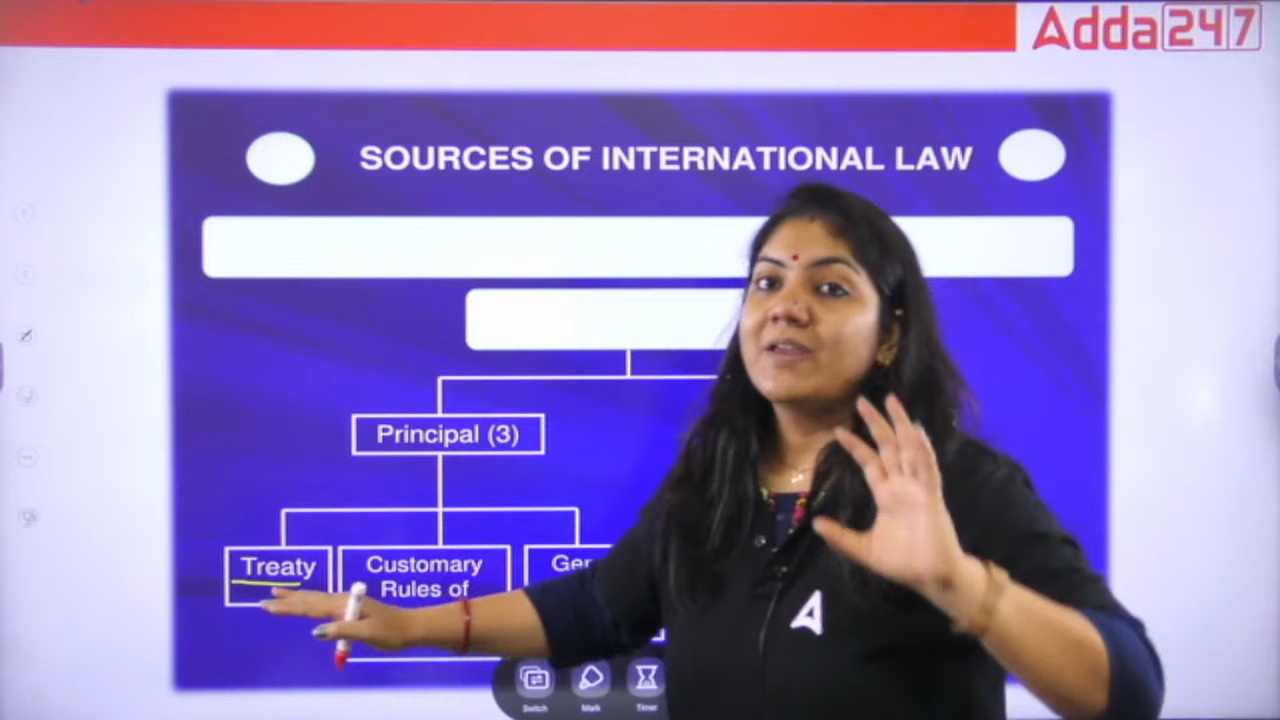 Adda247
SOURCES OF INTERNATIONAL LAW
Principal (3)
Treaty
Customary
Rules of
Switch
Mark
Timer